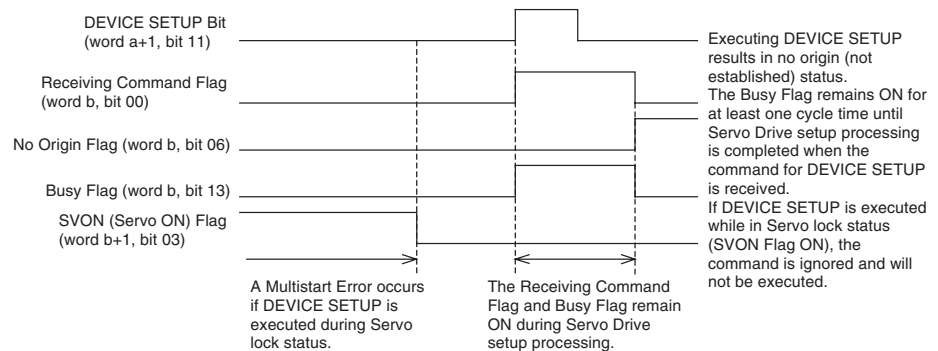 DEVICE SETUP Bit
(word a+1, bit 11)
Receiving Command Flag
(word b, bit 00)
No Origin Flag (word b, bit 06)
Busy Flag (word b, bit 13)
SVON (Servo ON) Flag
(word b+1, bit 03)
A Multistart Error occurs
if DEVICE SETUP is
executed during Servo
lock status.
The Receiving Command
Flag and Busy Flag remain
ON during Servo Drive
setup processing.
Executing DEVICE SETUP
results in no origin (not
established) status.
The Busy Flag remains ON for
at least one cycle time until
Servo Drive setup processing
is completed when the
command for DEVICE SETUP
is received.
If DEVICE SETUP is executed
while in Servo lock status
(SVON Flag ON), the
command is ignored and will
not be executed.